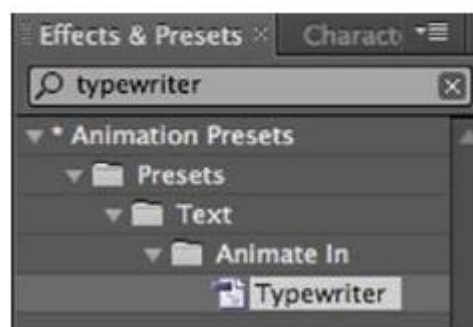 Effects & Presets × Charact
typewriter
* Animation Presets
Presets
Text
Animate In
Typewriter